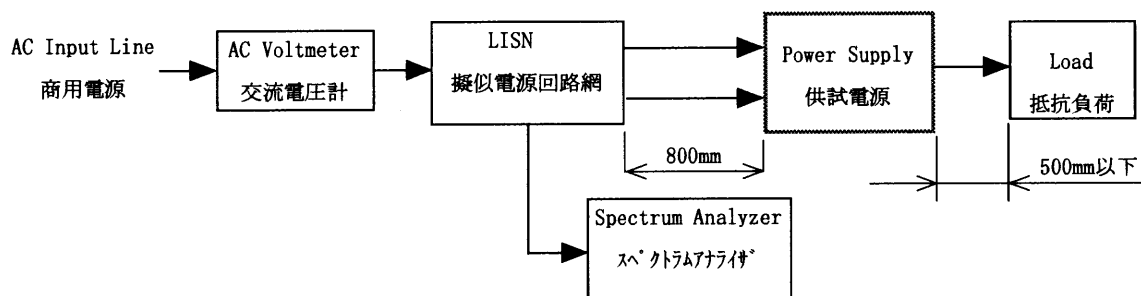 AC Input Line
商用電源
AC Voltmeter
交流電圧計
LISN
擬似電源回路網
Power Supply
供試電源
Load
抵抗負荷
800mm
500mm以下
Spectrum Analyzer
ｽﾍﾟｸﾄﾗﾑｱﾅﾗｲｻﾞ